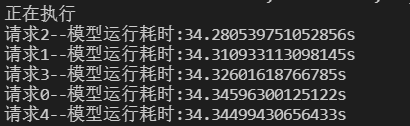 正在执行
请求2--模型运行耗时:34.280539751052856s
请求1--模型运行耗时:34.310933113098145s
请求3--模型运行耗时:34.32601618766785s
请求0--模型运行耗时:34.34596300125122s
请求4--模型运行耗时:34.34499430656433s